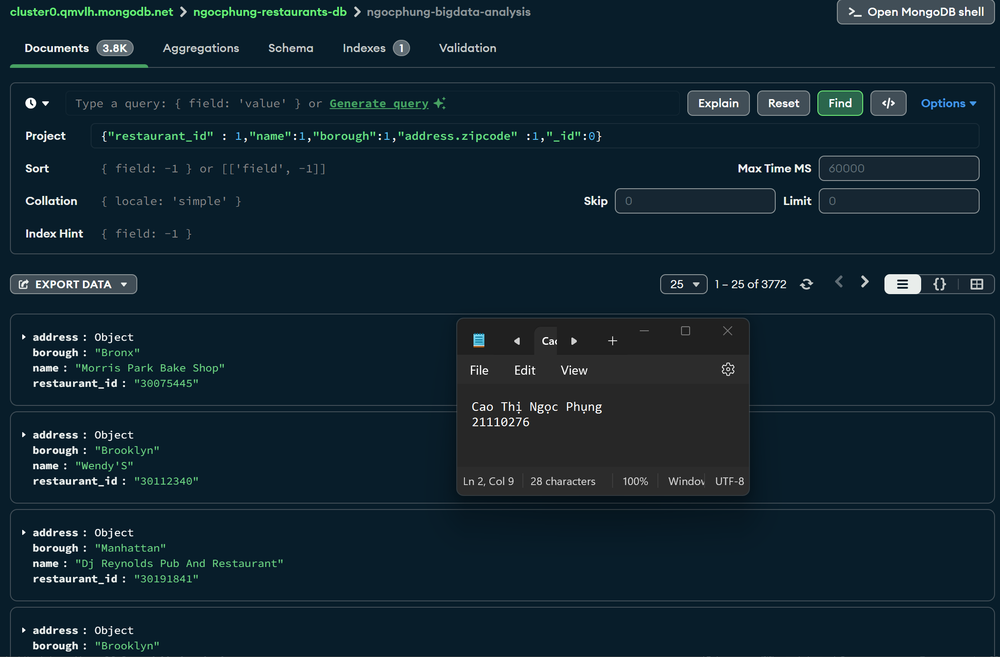 cluster0.qmvlh.mongodb.net > ngocphung-restaurants-db > ngocphung-bigdata-analysis
>_ Open MongoDB shell
Documents 3.8K Aggregations Schema Indexes 1 Validation
Type a query: { field: 'value' } or Generate query
Explain Reset Find </> Options
Project {"restaurant_id" : 1,"name":1,"borough":1,"address.zipcode" :1,"_id":0}
Sort { field: -1 } or [['field', -1]] Max Time MS 60000
Collation { locale: 'simple' } Skip 0 Limit 0
Index Hint { field: -1 }
EXPORT DATA 25 1 – 25 of 3772 {}
address : Object
borough : "Bronx"
name : "Morris Park Bake Shop"
restaurant_id : "30075445"
address : Object
borough : "Brooklyn"
name : "Wendy'S"
restaurant_id : "30112340"
address : Object
borough : "Manhattan"
name : "Dj Reynolds Pub And Restaurant"
restaurant_id : "30191841"
address : Object
borough : "Brooklyn"
File Edit View
Cao Thị Ngọc Phụng
21110276
Ln 2, Col 9 28 characters 100% UTF-8